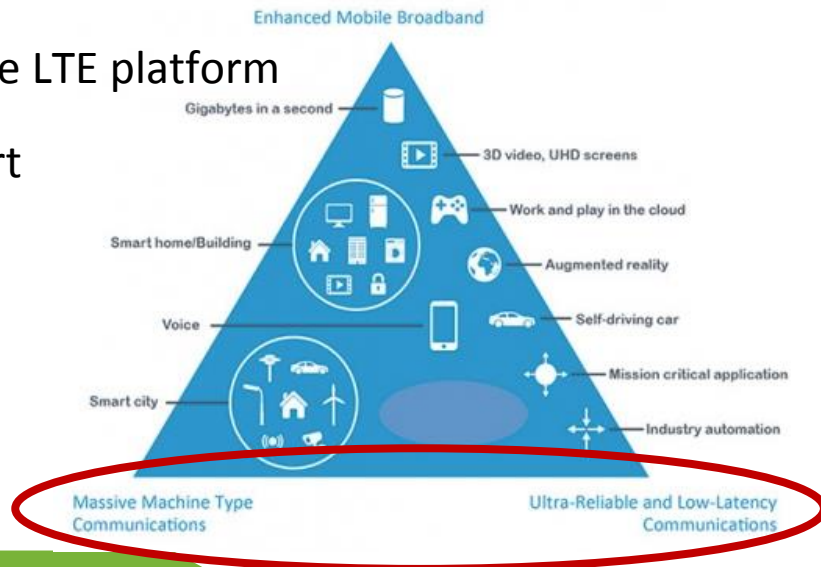 Enhanced Mobile Broadband
e LTE platform
Gigabytes in a second
rt
3D video, UHD screens
Work and play in the cloud
Smart home/Building
Augmented reality
Voice
Self-driving car
Mission critical application
Smart city
Industry automation
Massive Machine Type
Communications
Ultra-Reliable and Low-Latency
Communications